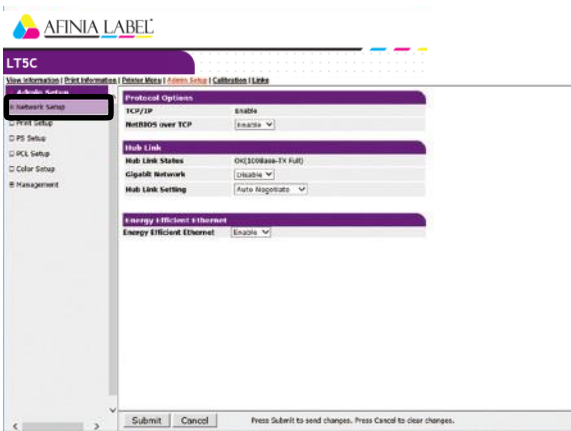 AFINIA LABEL
LT5C
View Information | Print Information | Printer Menu | Admin Setup | Calibration | Links
Admin Setup
Network Setup
Print Setup
PS Setup
PCL Setup
Color Setup
Management
Protocol Options
TCP/IP Enable
NetBIOS over TCP Enable
Hub Link
Hub Link Status OK(100Base-TX Full)
Gigabit Network Disable
Hub Link Setting Auto Negotiate
Energy Efficient Ethernet
Energy Efficient Ethernet Enable
Submit Cancel Press Submit to send changes. Press Cancel to clear changes.